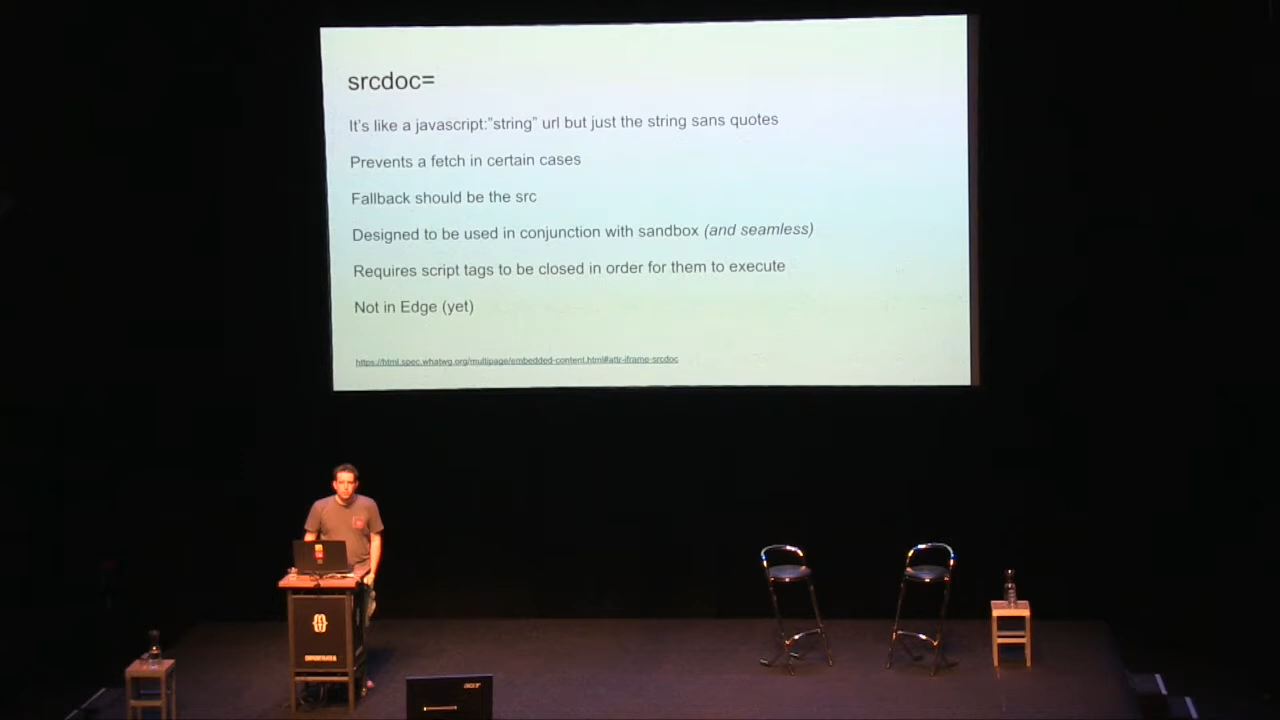 srcdoc=
It's like a javascript:"string" url but just the string sans quotes
Prevents a fetch in certain cases
Fallback should be the src
Designed to be used in conjunction with sandbox (and seamless)
Requires script tags to be closed in order for them to execute
Not in Edge (yet)
https://html.spec.whatwg.org/multipage/embedded-content.html#attr-iframe-srcdoc
acer